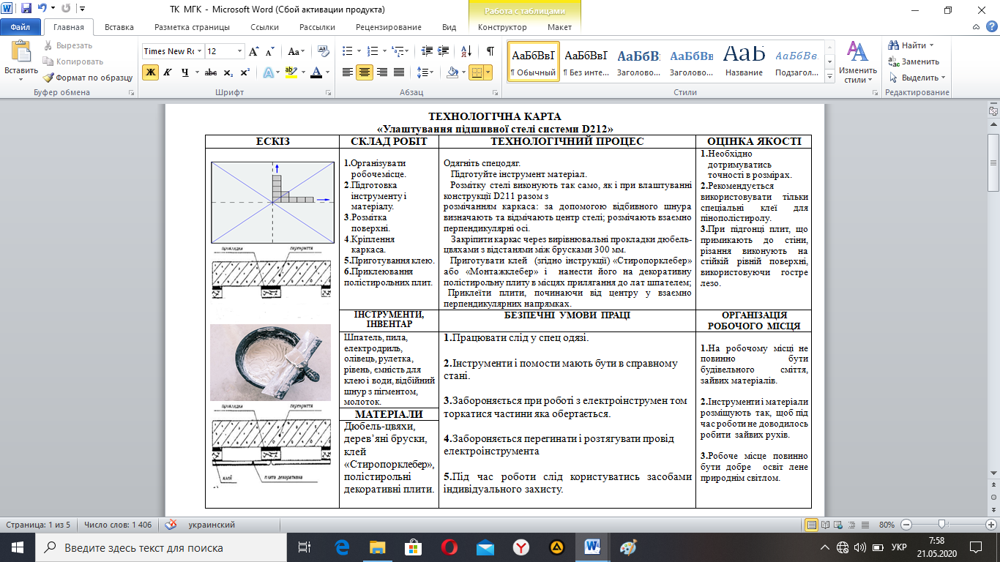 ТК МГК - Microsoft Word (Сбой активации продукта)
Работа с таблицами
Файл
Главная
Вставка
Разметка страницы
Ссылки
Рассылки
Рецензирование
Вид
Конструктор
Макет
Вставить
Вырезать
Копировать
Формат по образцу
Буфер обмена
Times New Ro
12
Шрифт
Абзац
АаБбВвІ
¶ Обычный
АаБбВвІ
¶ Без инте...
АаБбВ
Заголово...
АаБбВв
Заголово...
АаБ
Название
АаБбВв.
Подзагол...
Стили
Изменить
стили
Найти
Заменить
Выделить
Редактирование
ТЕХНОЛОГІЧНА КАРТА
«Улаштування підшивної стелі системи D212»
ЕСКІЗ
прокладка
перекриття
прокладка
перекриття
клей
плита декоративна
СКЛАД РОБІТ
1.Організувати
робочемісце.
2.Підготовка
інструменту і
матеріалу.
3.Розмітка
поверхні.
4.Кріплення
каркаса.
5.Приготування клею.
6.Приклеювання
полістирольних плит.
ТЕХНОЛОГІЧНИЙ ПРОЦЕС
Одягніть спецодяг.
Підготуйте інструмент матеріал.
Розмітку стелі виконують так само, як і при влаштуванні
конструкції D211 разом з
розмічанням каркаса: за допомогою відбивного шнура
визначають та відмічають центр стелі; розмічають взаємно
перпендикулярні осі.
Закріпити каркас через вирівнювальні прокладки дюбель-
цвяхами з відстанями між брусками 300 мм.
Приготувати клей (згідно інструкції) «Стиропорклебер»
або «Монтажклебер» і нанести його на декоративну
полістирольну плиту в місцях прилягання до лат шпателем;
Приклеїти плити, починаючи від центру у взаємно
перпендикулярних напрямках.
ОЦІНКА ЯКОСТІ
1.Необхідно
дотримуватись
точності в розмірах.
2.Рекомендується
використовувати тільки
спеціальні клеї для
пінополістиролу.
3.При підгонці плит, що
примикають до стіни,
різання виконують на
стійкій рівній поверхні,
використовуючи гостре
лезо.
ІНСТРУМЕНТИ,
ІНВЕНТАР
Шпатель, пила,
електродриль,
олівець, рулетка,
рівень, ємність для
клею і води, відбійний
шнур з пігментом,
молоток.
МАТЕРІАЛИ
Дюбель-цвяхи,
дерев’яні бруски,
клей
«Стиропорклебер»,
полістирольні
декоративні плити.
БЕЗПЕЧНІ УМОВИ ПРАЦІ
1.Працювати слід у спец одязі.
2.Інструменти і помости мають бути в справному
стані.
3.Забороняється при роботі з електроінструмен том
торкатися частини яка обертається.
4.Забороняється перегинати і розтягувати провід
електроінструмента
5.Під час роботи слід користуватись засобами
індивідуального захисту.
ОРГАНІЗАЦІЯ
РОБОЧОГО МІСЦЯ
1.На робочому місці не
повинно бути
будівельного сміття,
зайвих матеріалів.
2.Інструменти і матеріали
розміщують так, щоб під
час роботи не доводилось
робити зайвих рухів.
3.Робоче місце повинно
бути добре освіт лене
природнім світлом.
Страница: 1 из 5
Число слов: 1 406
украинский
80%
Введите здесь текст для поиска
УКР
7:58
21.05.2020